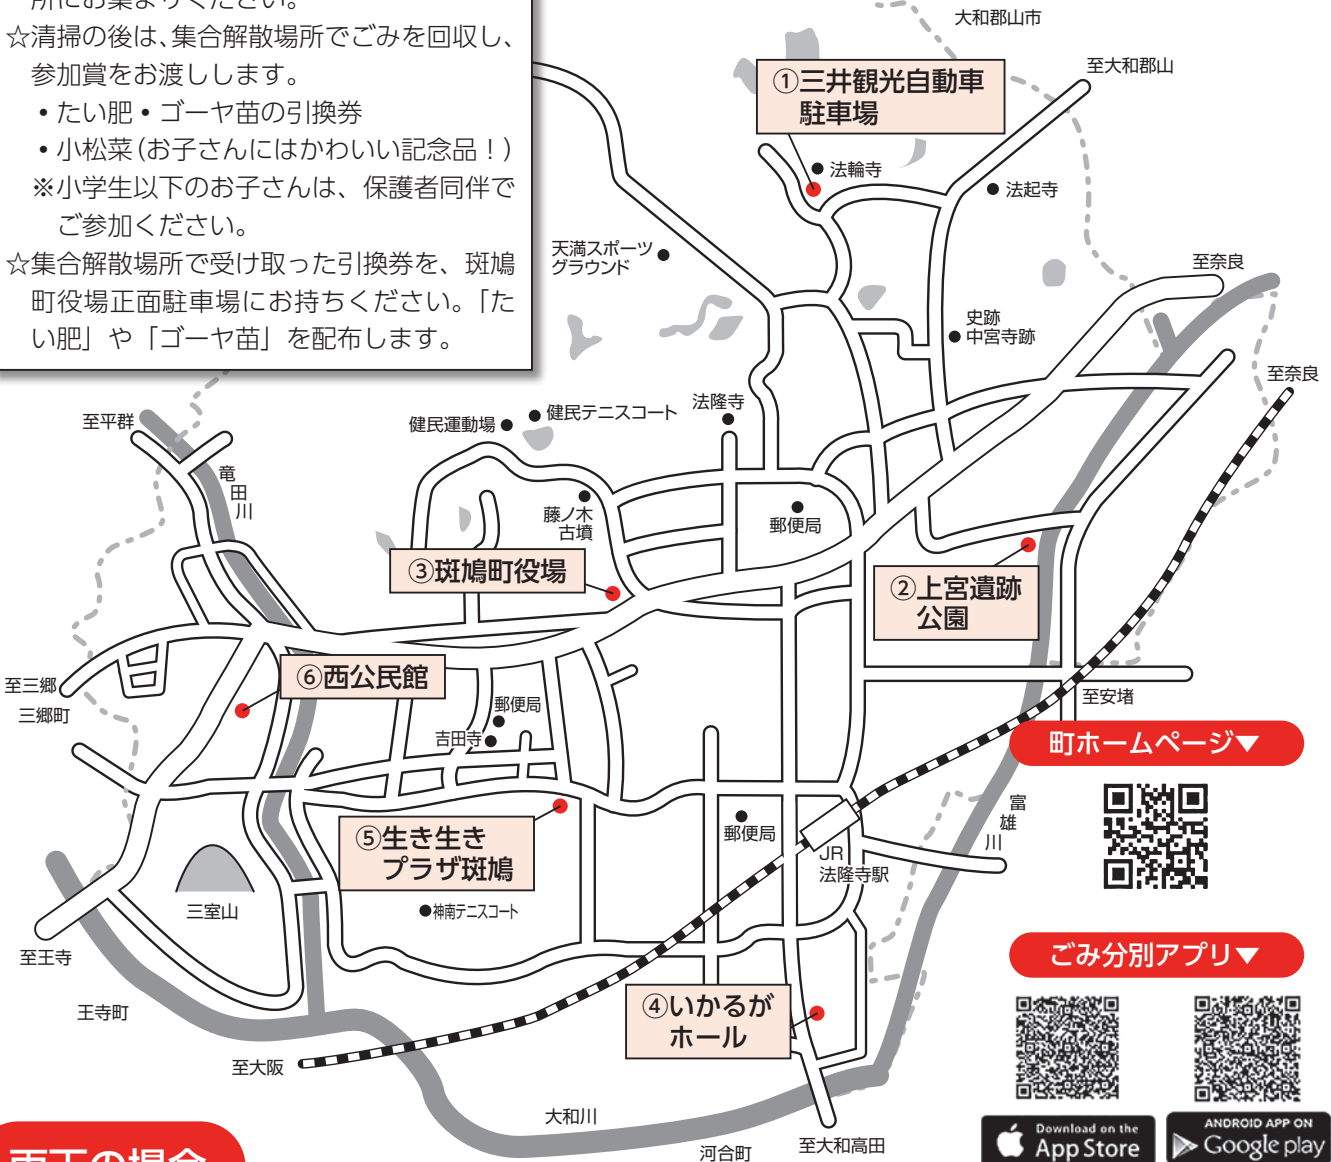 所にお集まりください。
☆清掃の後は、集合解散場所でごみを回収し、
参加賞をお渡しします。
・たい肥・ゴーヤ苗の引換券
・小松菜(お子さんにはかわいい記念品！)
※小学生以下のお子さんは、保護者同伴で
ご参加ください。
☆集合解散場所で受け取った引換券を、斑鳩
町役場正面駐車場にお持ちください。「た
い肥」や「ゴーヤ苗」を配布します。
大和郡山市
至大和郡山
①三井観光自動車
駐車場
法輪寺
法起寺
天満スポーツ
グラウンド
至奈良
史跡
中宮寺跡
至奈良
至平群
健民運動場
健民テニスコート
法隆寺
竜田川
藤ノ木
古墳
郵便局
③斑鳩町役場
②上宮遺跡
公園
⑥西公民館
至三郷
三郷町
郵便局
吉田寺
至安堵
町ホームページ▼
⑤生き生き
プラザ斑鳩
郵便局
JR
法隆寺駅
富雄川
三室山
神南テニスコート
至王寺
ごみ分別アプリ▼
王寺町
④いかるが
ホール
至大阪
大和川
河合町
至大和高田
Download on the
App Store
ANDROID APP ON
Google play
雨天の場合